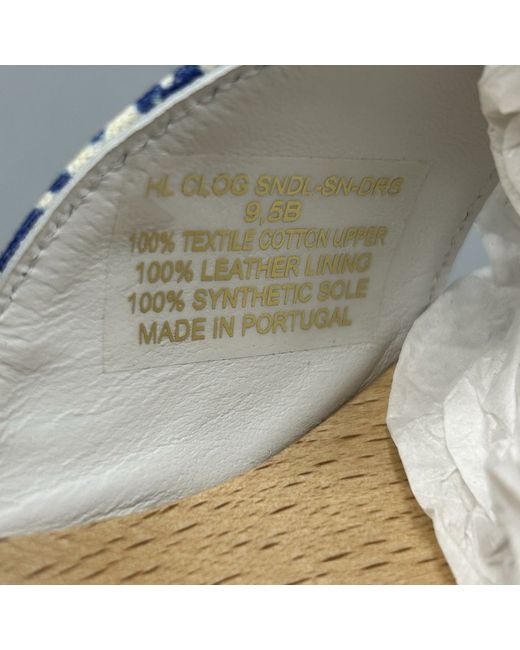 HL CLOG SNDL-SN-DRS
9,5B
100% TEXTILE COTTON UPPER
100% LEATHER LINING
100% SYNTHETIC SOLE
MADE IN PORTUGAL